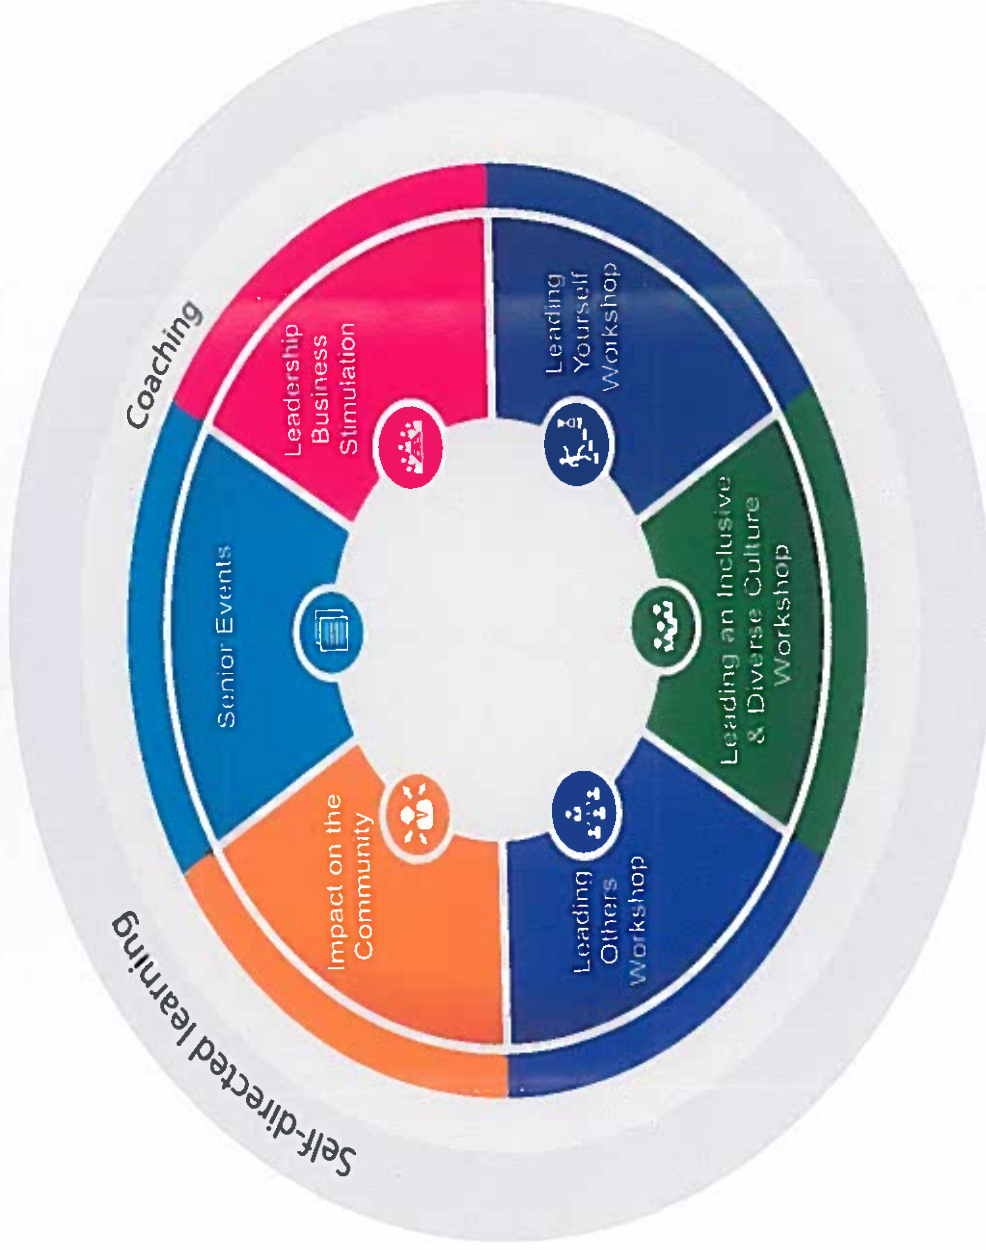 Self-directed learning
Coaching
Senior Events
Leadership
Business
Stimulation
Leading
Yourself
Workshop
Leading an Inclusive
& Diverse Culture
Workshop
Leading
Others
Workshop
Impact on the
Community